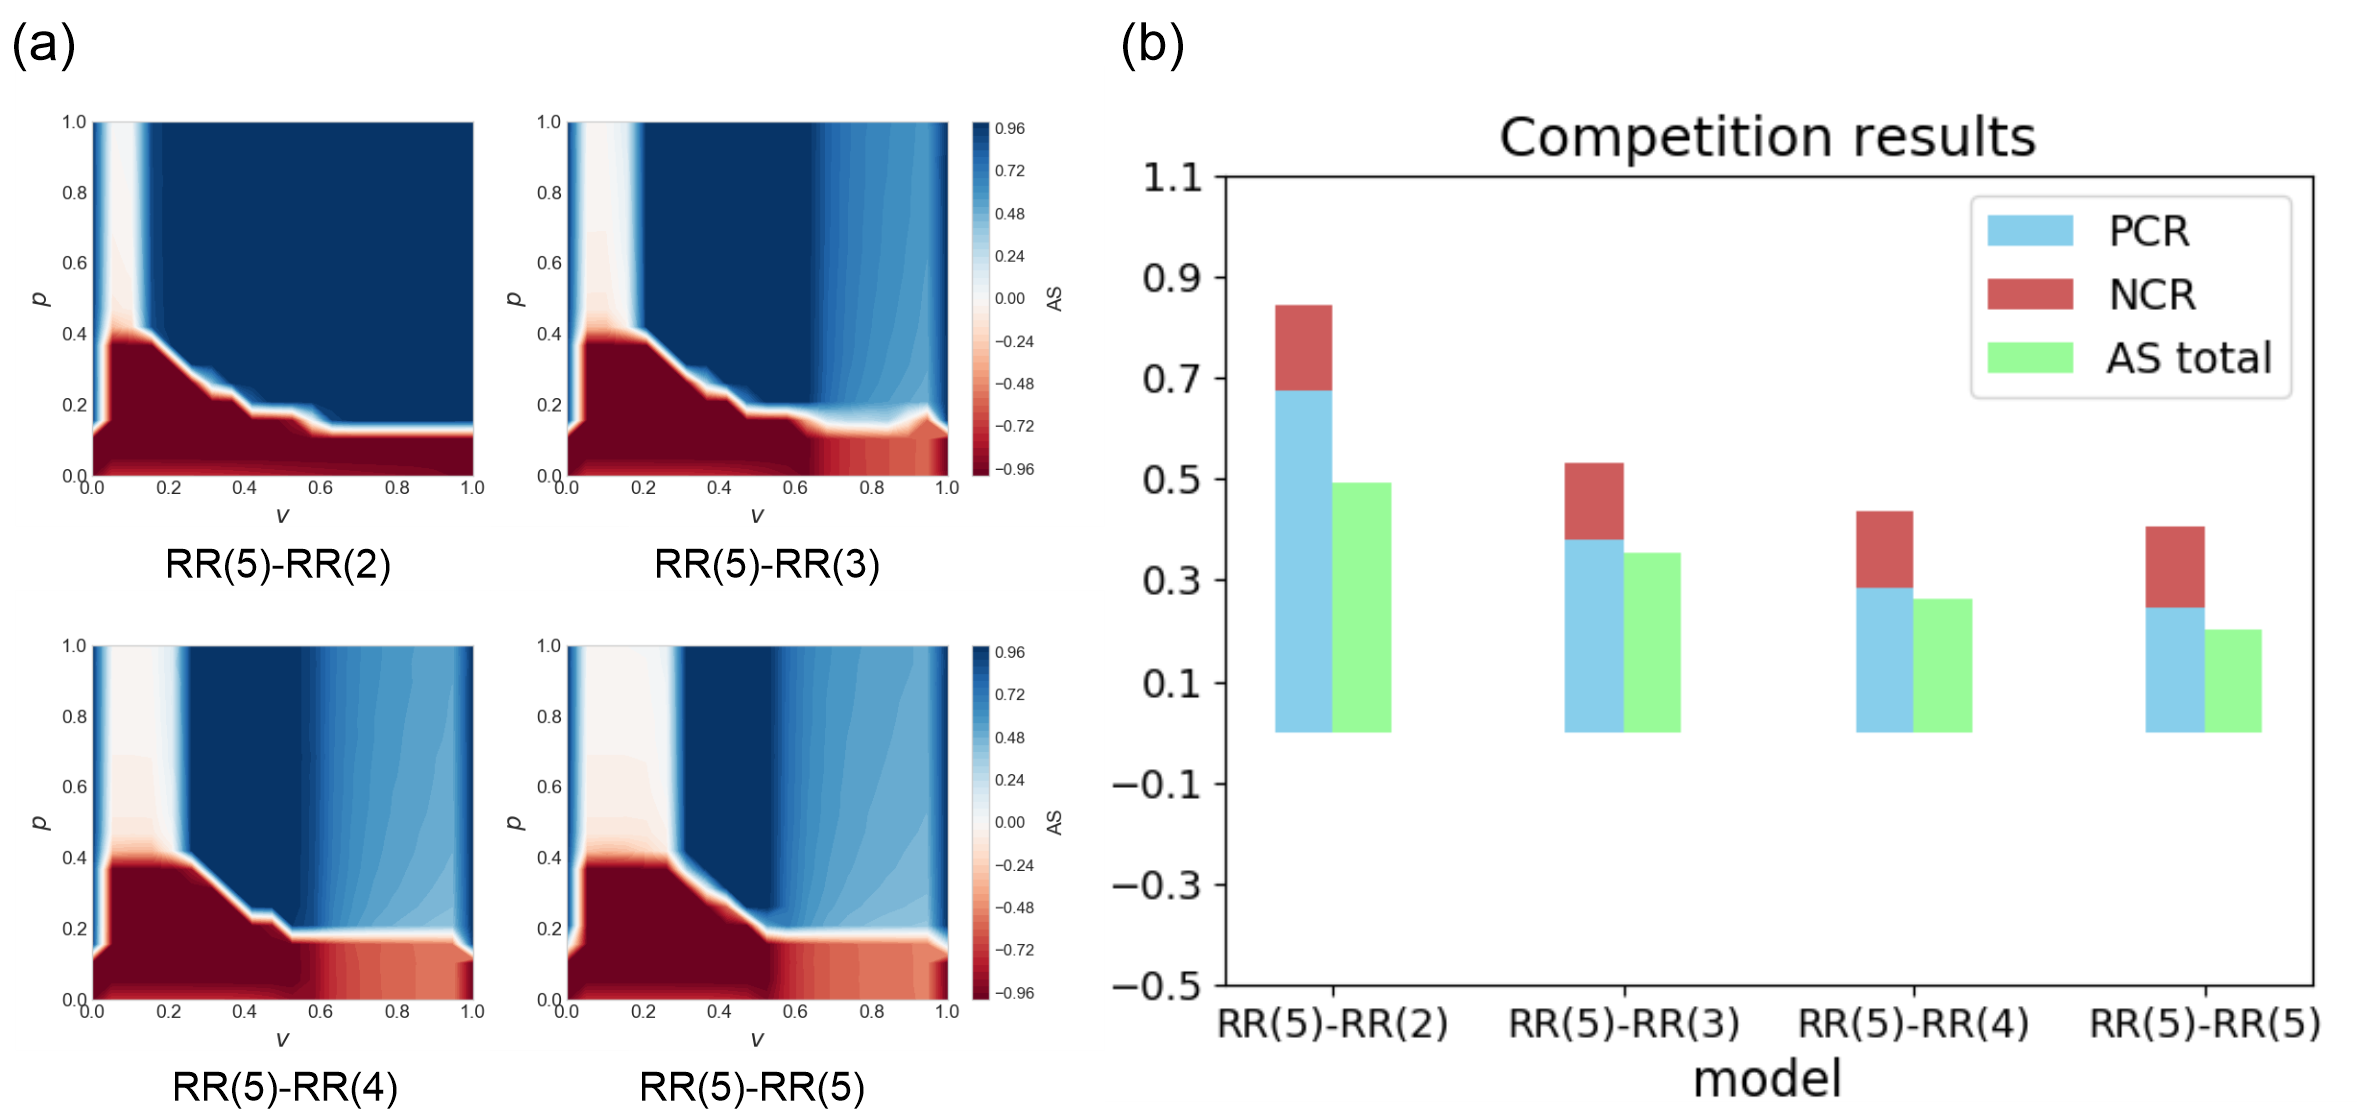 (a)
(b)
1.0
0.8
0.6
0.4
0.2
0.0
p
0.0 0.2 0.4 0.6 0.8 1.0
v
RR(5)-RR(2)
1.0
0.8
0.6
0.4
0.2
0.0
p
0.0 0.2 0.4 0.6 0.8 1.0
v
RR(5)-RR(3)
0.96
0.72
0.48
0.24
0.00
−0.24
−0.48
−0.72
−0.96
AS
1.0
0.8
0.6
0.4
0.2
0.0
p
0.0 0.2 0.4 0.6 0.8 1.0
v
RR(5)-RR(4)
1.0
0.8
0.6
0.4
0.2
0.0
p
0.0 0.2 0.4 0.6 0.8 1.0
v
RR(5)-RR(5)
0.96
0.72
0.48
0.24
0.00
−0.24
−0.48
−0.72
−0.96
AS
Competition results
1.1
0.9
0.7
0.5
0.3
0.1
−0.1
−0.3
−0.5
PCR
NCR
AS total
RR(5)-RR(2) RR(5)-RR(3) RR(5)-RR(4) RR(5)-RR(5)
model